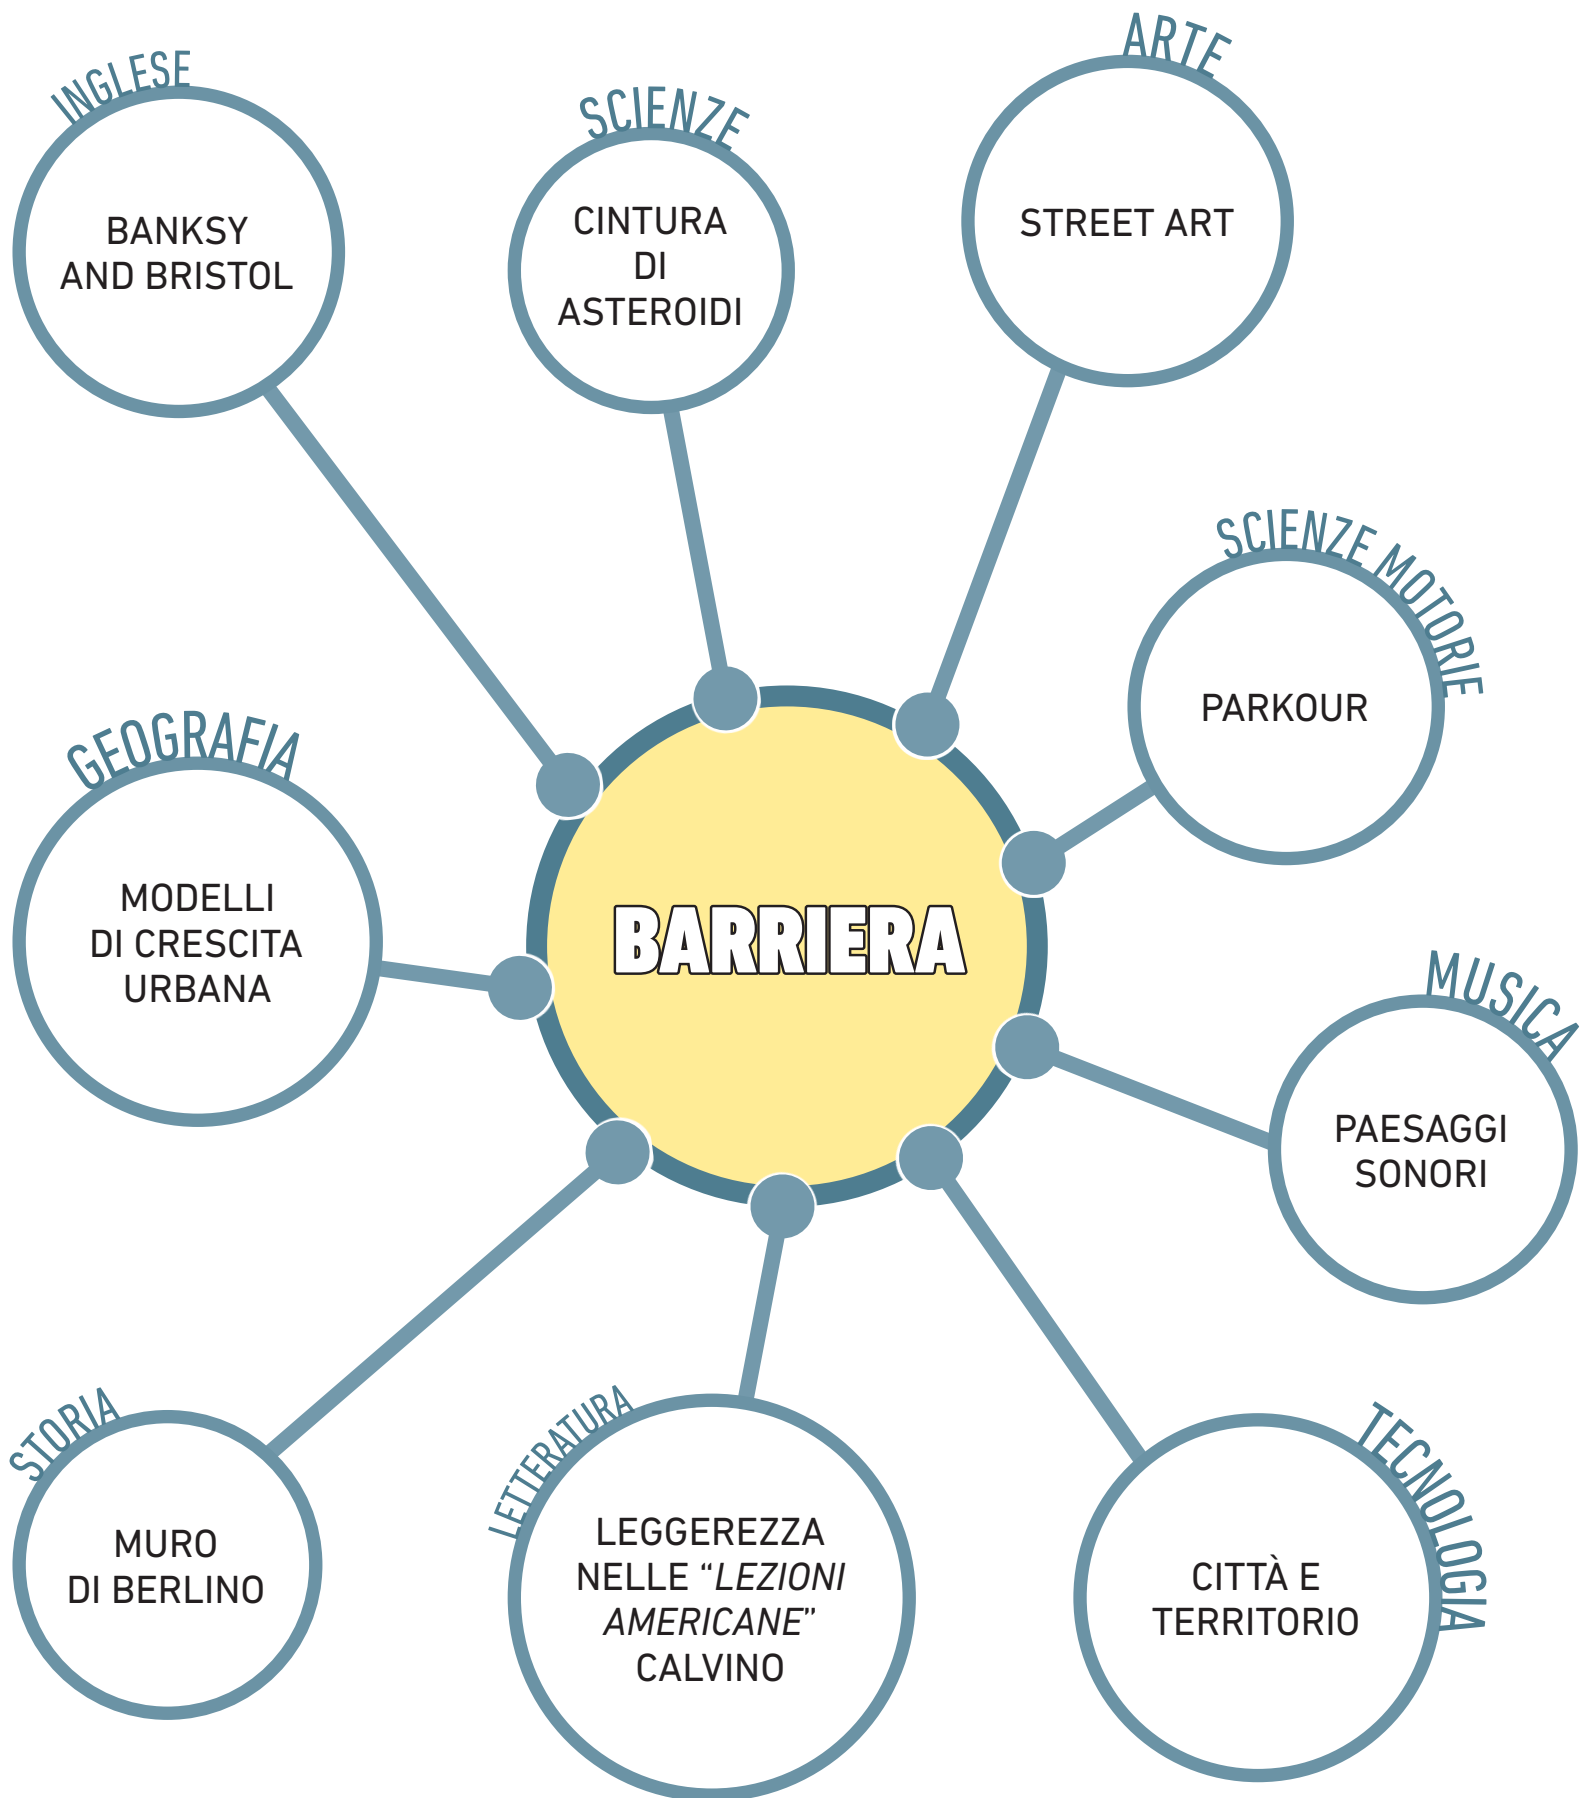 INGLESE
BANKSY
AND BRISTOL
SCIENZE
CINTURA
DI
ASTEROIDI
ARTE
STREET ART
SCIENZE MOTORIE
PARKOUR
GEOGRAFIA
MODELLI
DI CRESCITA
URBANA
BARRIERA
MUSICA
PAESAGGI
SONORI
STORIA
MURO
DI BERLINO
LETTERATURA
LEGGEREZZA
NELLE “LEZIONI
AMERICANE”
CALVINO
TECNOLOGIA
CITTÀ E
TERRITORIO